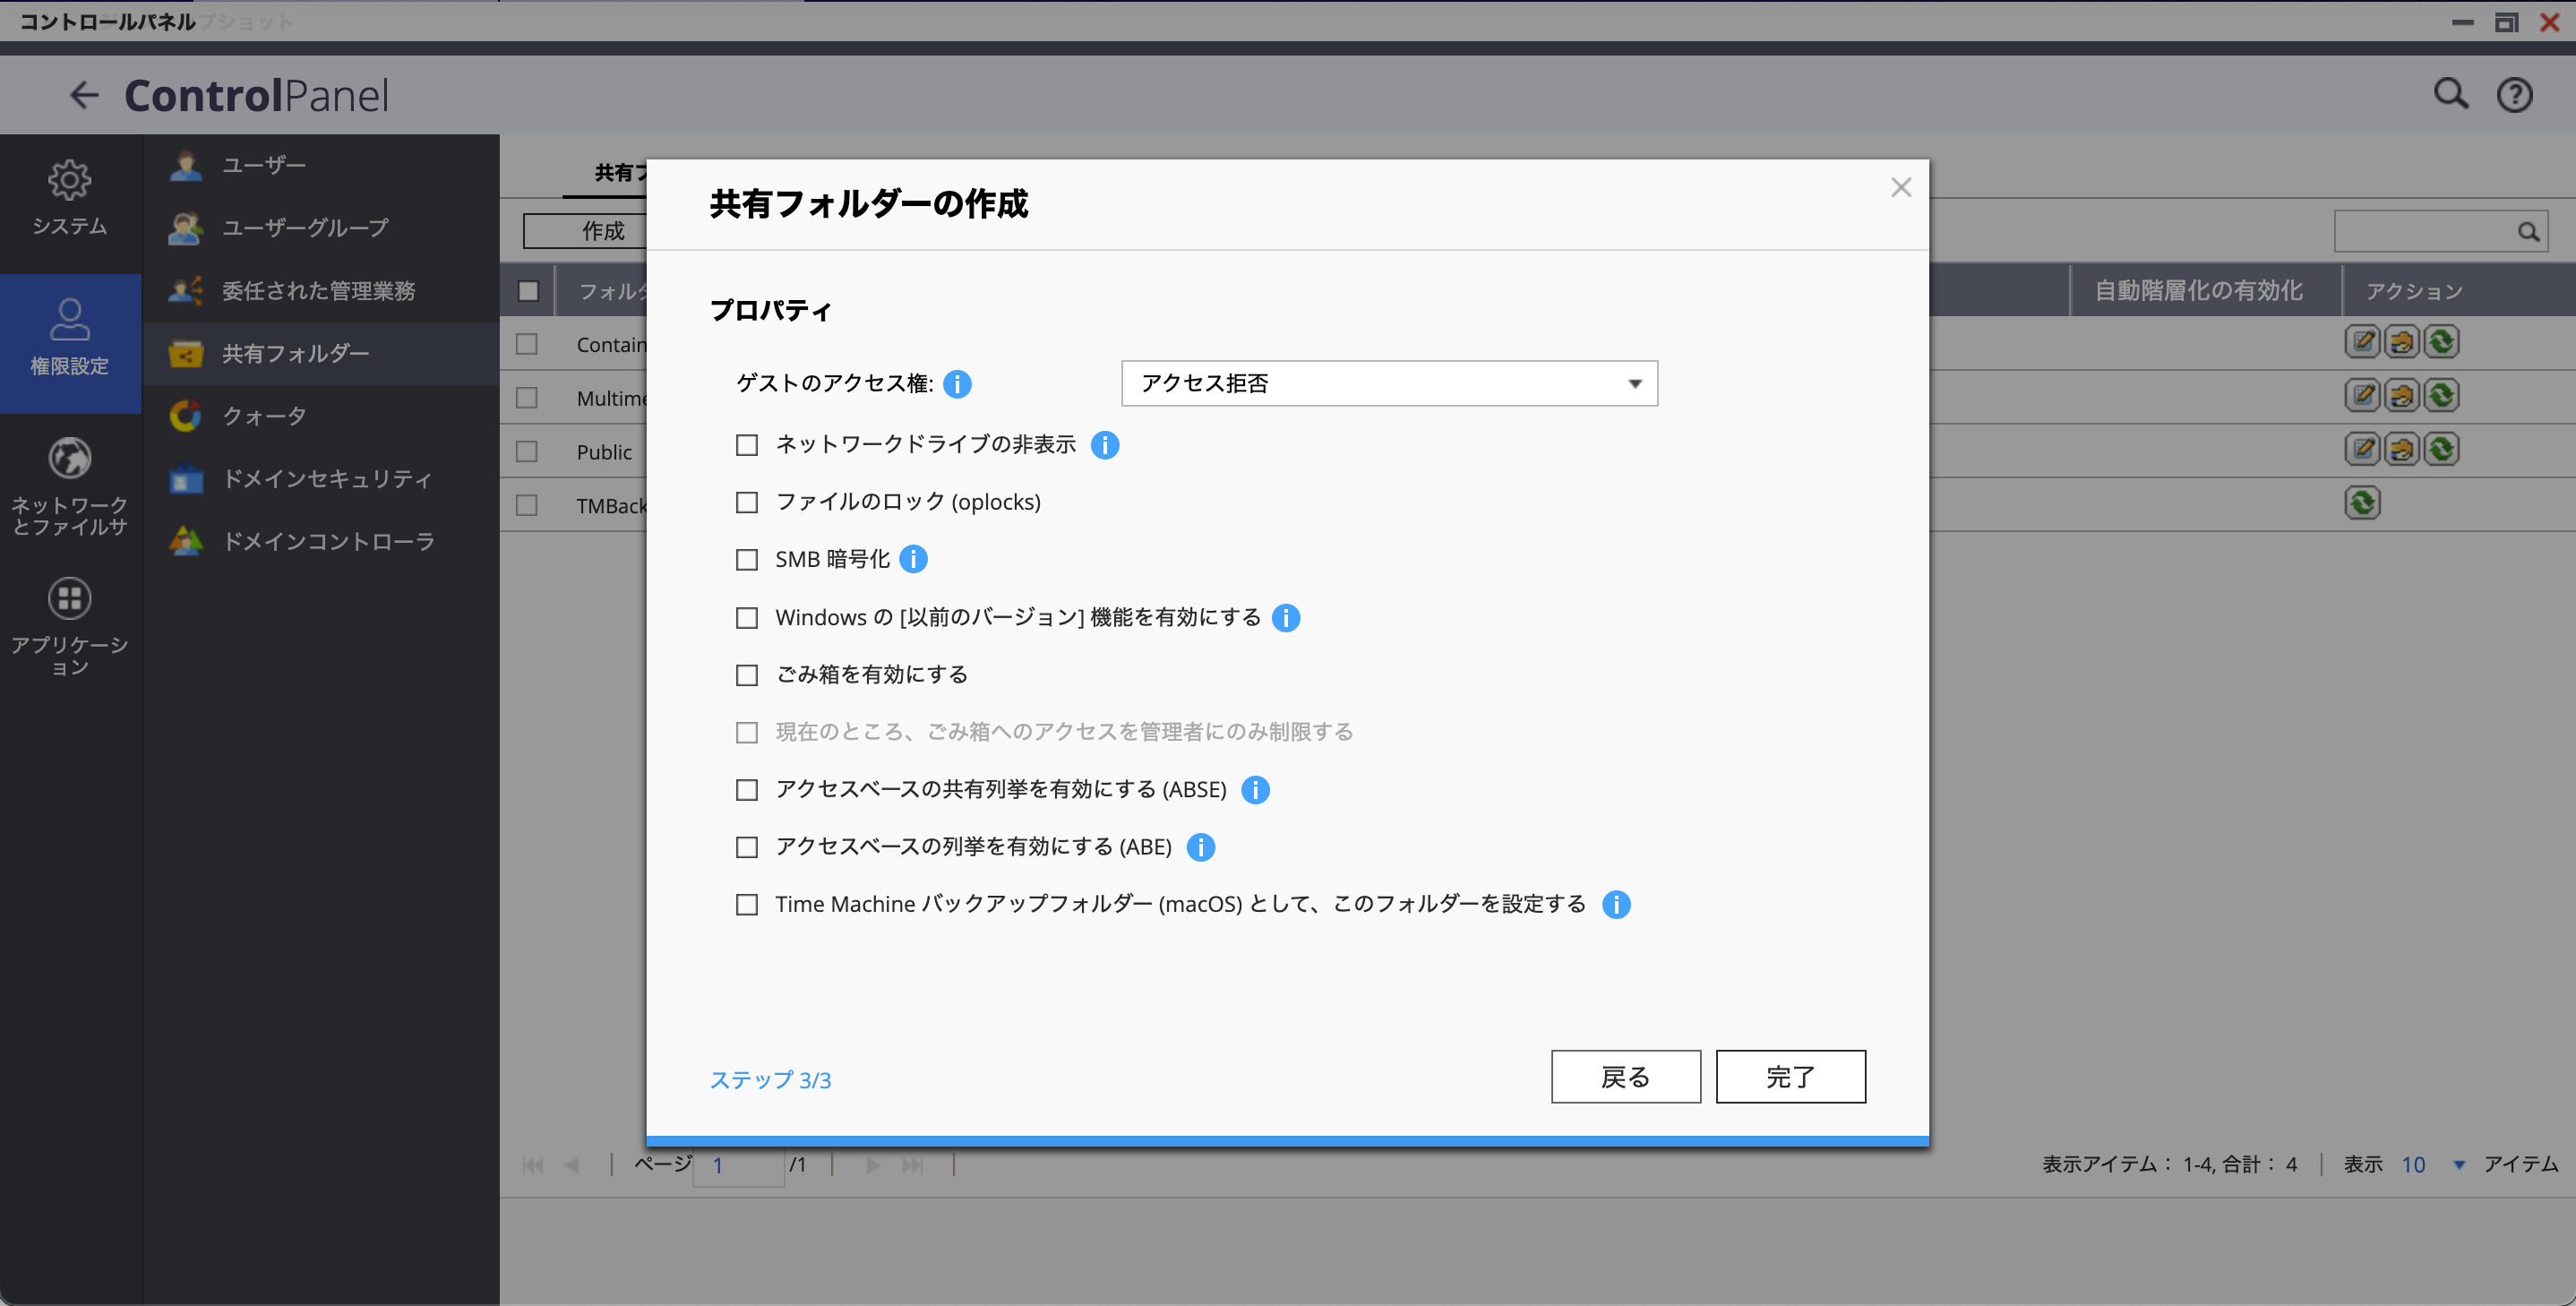 コントロールパネル
ControlPanel
システム
権限設定
ネットワーク
とファイルサ
アプリケーシ
ョン
ユーザー
ユーザーグループ
委任された管理業務
共有フォルダー
クォータ
ドメインセキュリティ
ドメインコントローラ
共有フ
作成
フォルダ
自動階層化の有効化
アクション
Contain
Multime
Public
TMBack
共有フォルダーの作成
プロパティ
ゲストのアクセス権:
アクセス拒否
ネットワークドライブの非表示
ファイルのロック (oplocks)
SMB 暗号化
Windows の [以前のバージョン] 機能を有効にする
ごみ箱を有効にする
現在のところ、ごみ箱へのアクセスを管理者にのみ制限する
アクセスベースの共有列挙を有効にする (ABSE)
アクセスベースの列挙を有効にする (ABE)
Time Machine バックアップフォルダー (macOS) として、このフォルダーを設定する
ステップ 3/3
戻る
完了
ページ 1 /1
表示アイテム： 1-4, 合計： 4 | 表示 10 アイテム